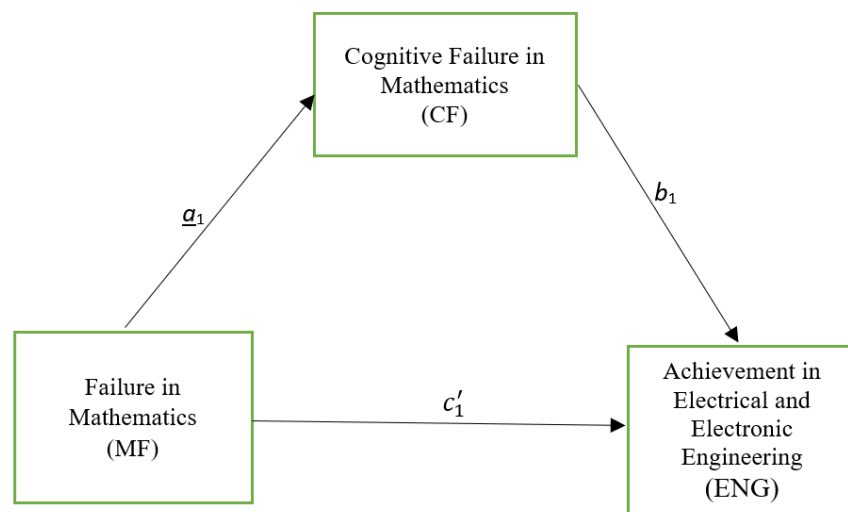 Cognitive Failure in
Mathematics
(CF)
a₁
b₁
Failure in
Mathematics
(MF)
c′₁
Achievement in
Electrical and
Electronic
Engineering
(ENG)